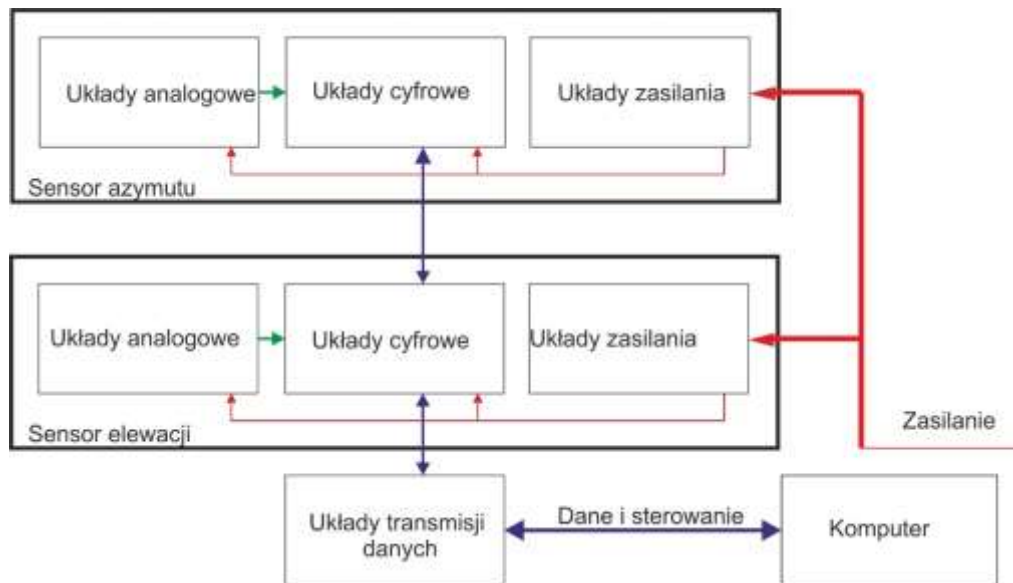 Układy analogowe
Układy cyfrowe
Układy zasilania
Sensor azymutu
Układy analogowe
Układy cyfrowe
Układy zasilania
Sensor elewacji
Zasilanie
Układy transmisji
danych
Dane i sterowanie
Komputer